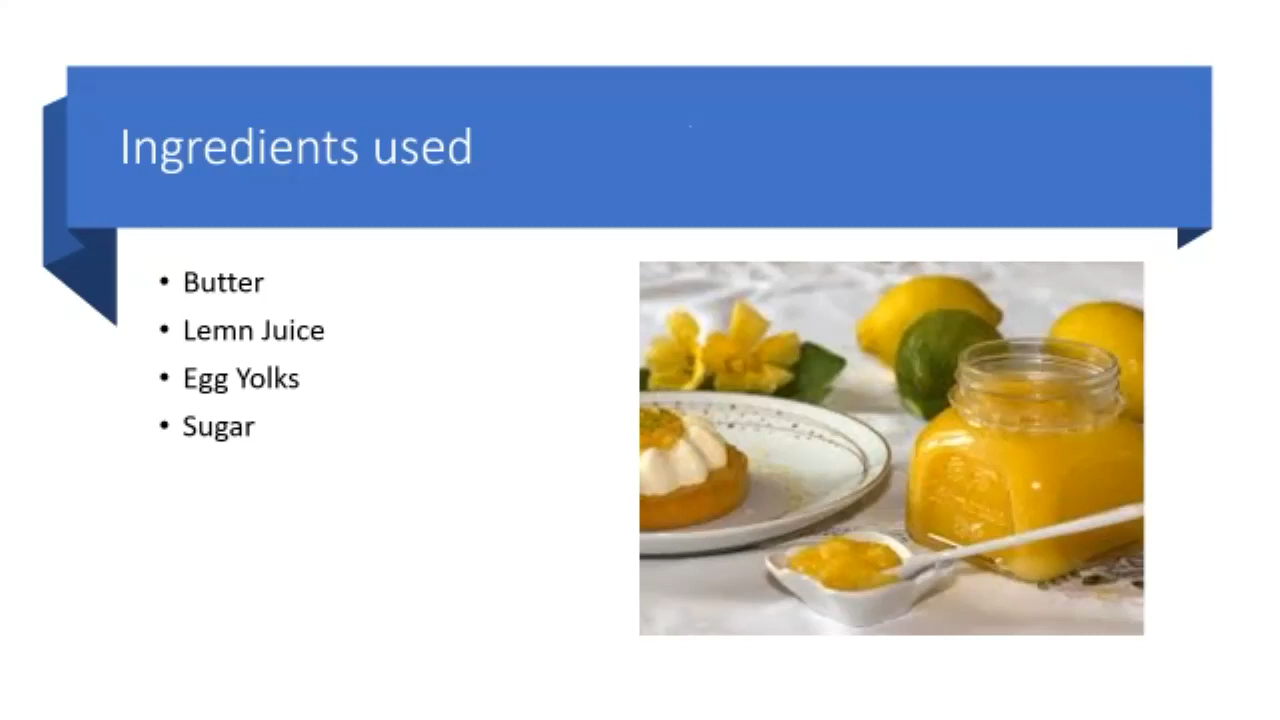 Ingredients used
• Butter
• Lemn Juice
• Egg Yolks
• Sugar